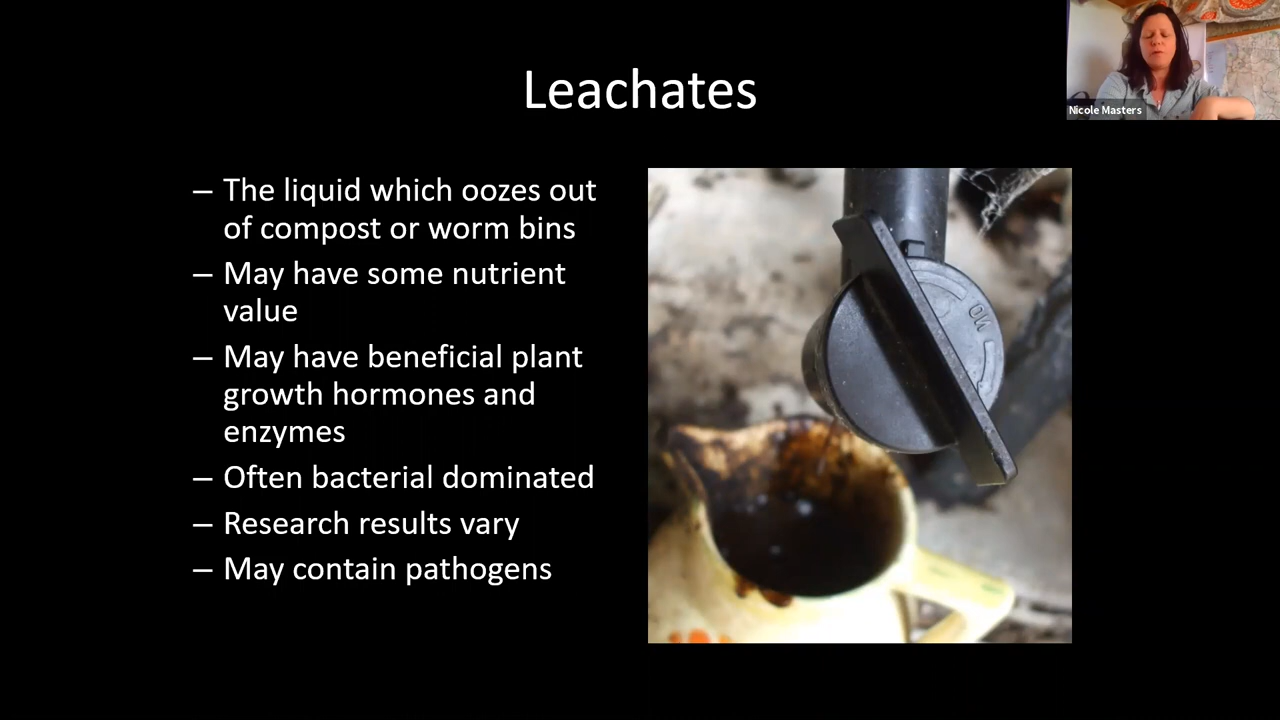 Leachates
Nicole Masters
– The liquid which oozes out
of compost or worm bins
– May have some nutrient
value
– May have beneficial plant
growth hormones and
enzymes
– Often bacterial dominated
– Research results vary
– May contain pathogens
ON